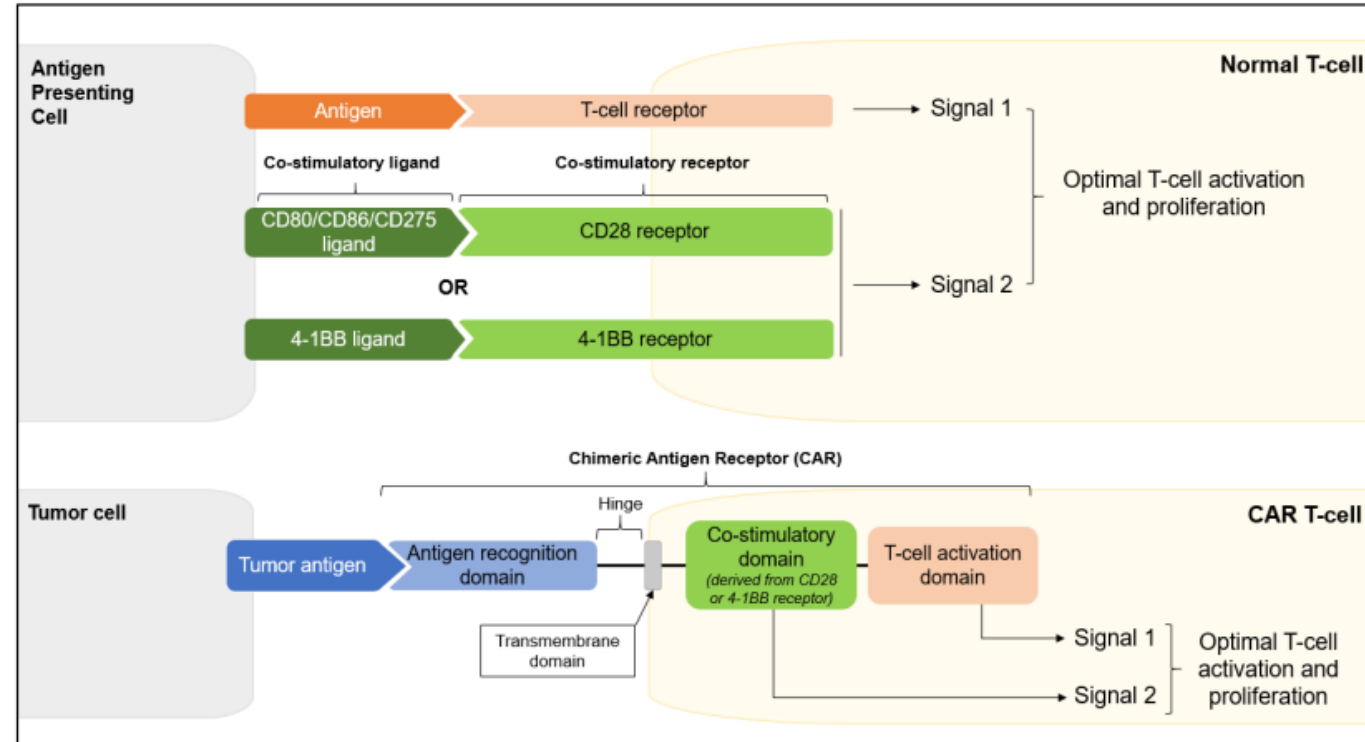 Antigen
Presenting
Cell
Normal T-cell
Antigen
T-cell receptor
Signal 1
Co-stimulatory ligand
Co-stimulatory receptor
CD80/CD86/CD275
ligand
CD28 receptor
Optimal T-cell activation
and proliferation
OR
Signal 2
4-1BB ligand
4-1BB receptor
Chimeric Antigen Receptor (CAR)
Tumor cell
Hinge
CAR T-cell
Tumor antigen
Antigen recognition
domain
Co-stimulatory
domain
(derived from CD28
or 4-1BB receptor)
T-cell activation
domain
Transmembrane
domain
Signal 1
Signal 2
Optimal T-cell
activation and
proliferation